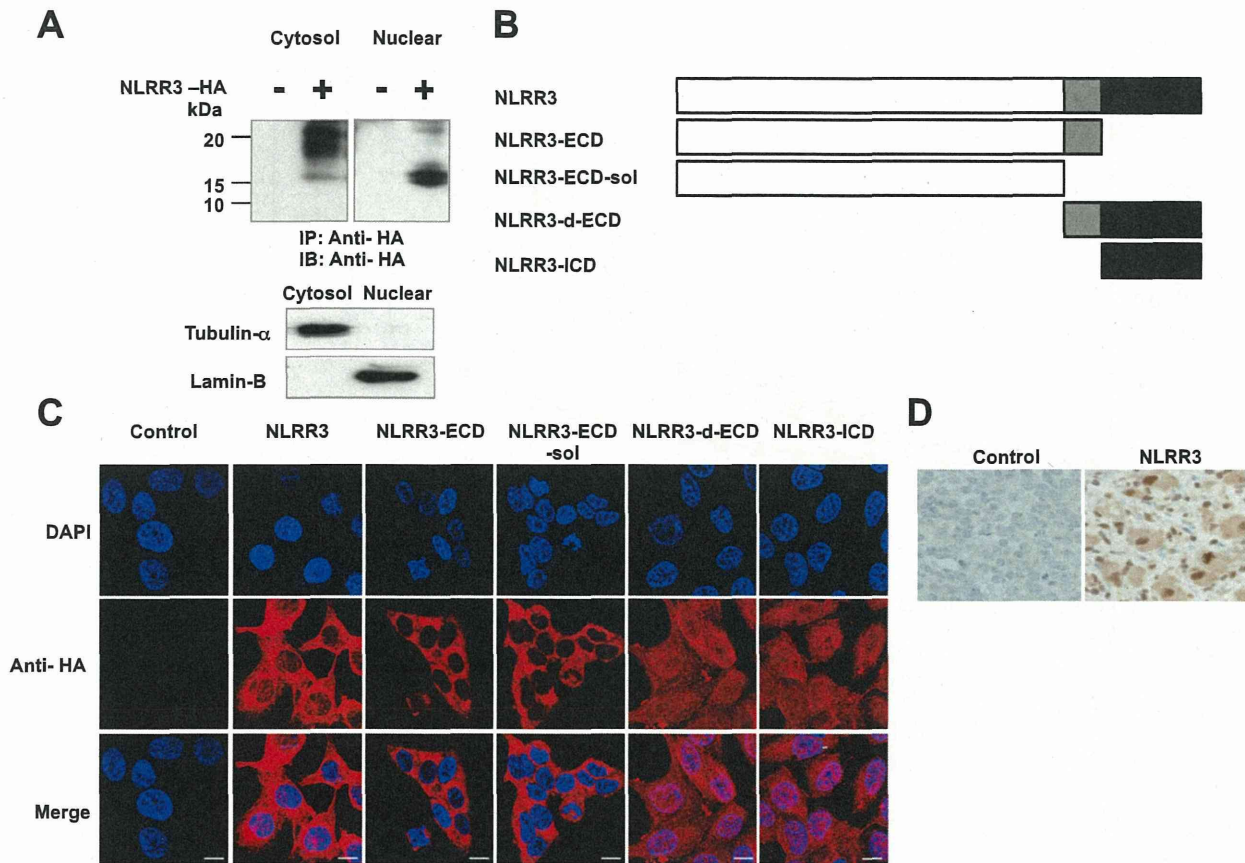 A
Cytosol Nuclear
NLRR3 –HA - + - +
kDa
20
15
10
IP: Anti- HA
IB: Anti- HA
Cytosol Nuclear
Tubulin-α
Lamin-B
B
NLRR3
NLRR3-ECD
NLRR3-ECD-sol
NLRR3-d-ECD
NLRR3-ICD
C
Control NLRR3 NLRR3-ECD NLRR3-ECD -sol NLRR3-d-ECD NLRR3-ICD
DAPI
Anti- HA
Merge
D
Control NLRR3